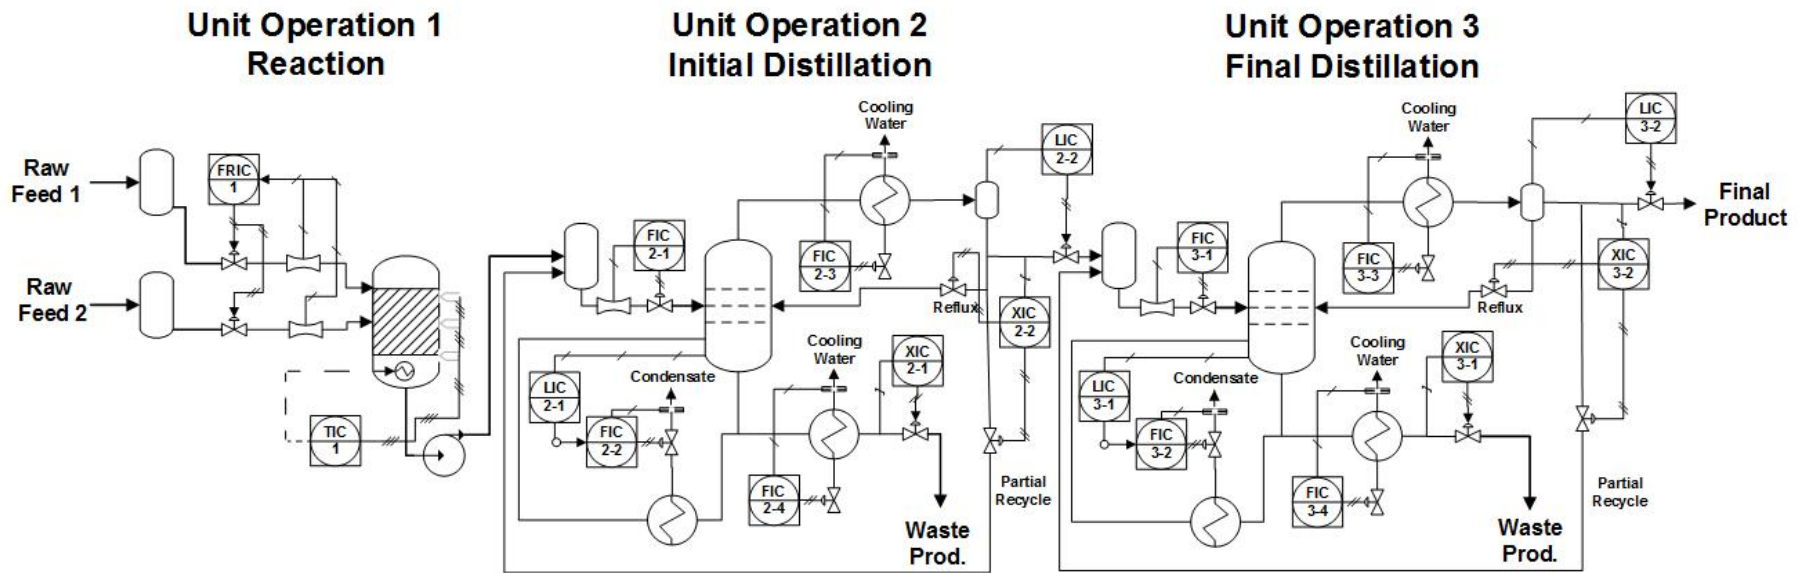 Unit Operation 1
Reaction
Unit Operation 2
Initial Distillation
Unit Operation 3
Final Distillation
Raw
Feed 1
Raw
Feed 2
FRIC
1
TIC
1
FIC
2-1
Cooling
Water
FIC
2-3
LIC
2-2
Reflux
XIC
2-2
LIC
2-1
Condensate
FIC
2-2
Cooling
Water
XIC
2-1
FIC
2-4
Waste
Prod.
Partial
Recycle
FIC
3-1
Cooling
Water
FIC
3-3
LIC
3-2
Final
Product
XIC
3-2
Reflux
LIC
3-1
Condensate
FIC
3-2
Cooling
Water
XIC
3-1
FIC
3-4
Waste
Prod.
Partial
Recycle